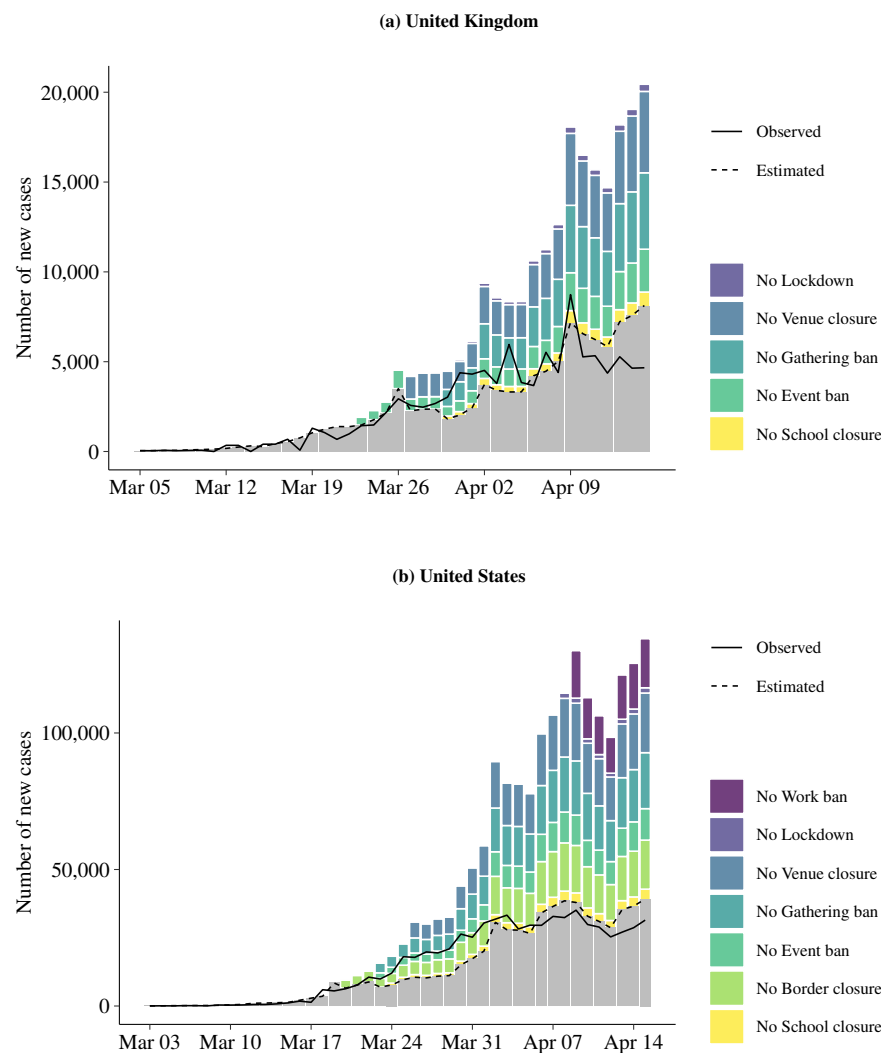 (a) United Kingdom
20,000
15,000
10,000
5,000
0
Number of new cases
Mar 05 Mar 12 Mar 19 Mar 26 Apr 02 Apr 09
Observed
Estimated
No Lockdown
No Venue closure
No Gathering ban
No Event ban
No School closure
(b) United States
100,000
50,000
0
Number of new cases
Mar 03 Mar 10 Mar 17 Mar 24 Mar 31 Apr 07 Apr 14
Observed
Estimated
No Work ban
No Lockdown
No Venue closure
No Gathering ban
No Event ban
No Border closure
No School closure